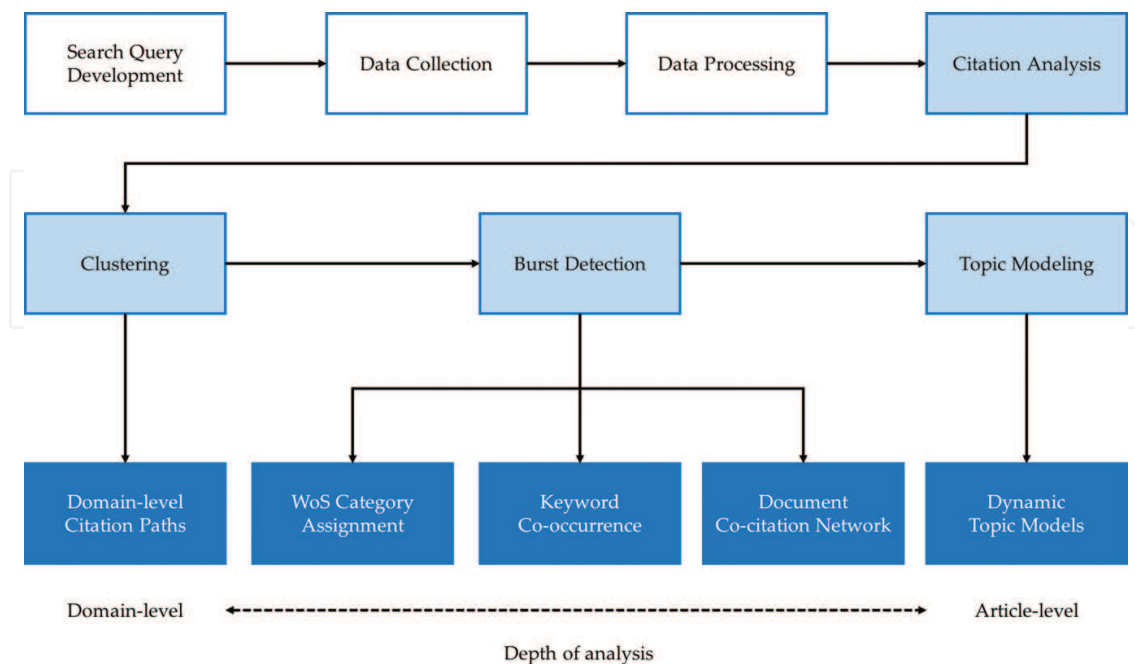 Search Query
Development
Data Collection
Data Processing
Citation Analysis
Clustering
Burst Detection
Topic Modeling
Domain-level
Citation Paths
WoS Category
Assignment
Keyword
Co-occurrence
Document
Co-citation Network
Dynamic
Topic Models
Domain-level
Article-level
Depth of analysis